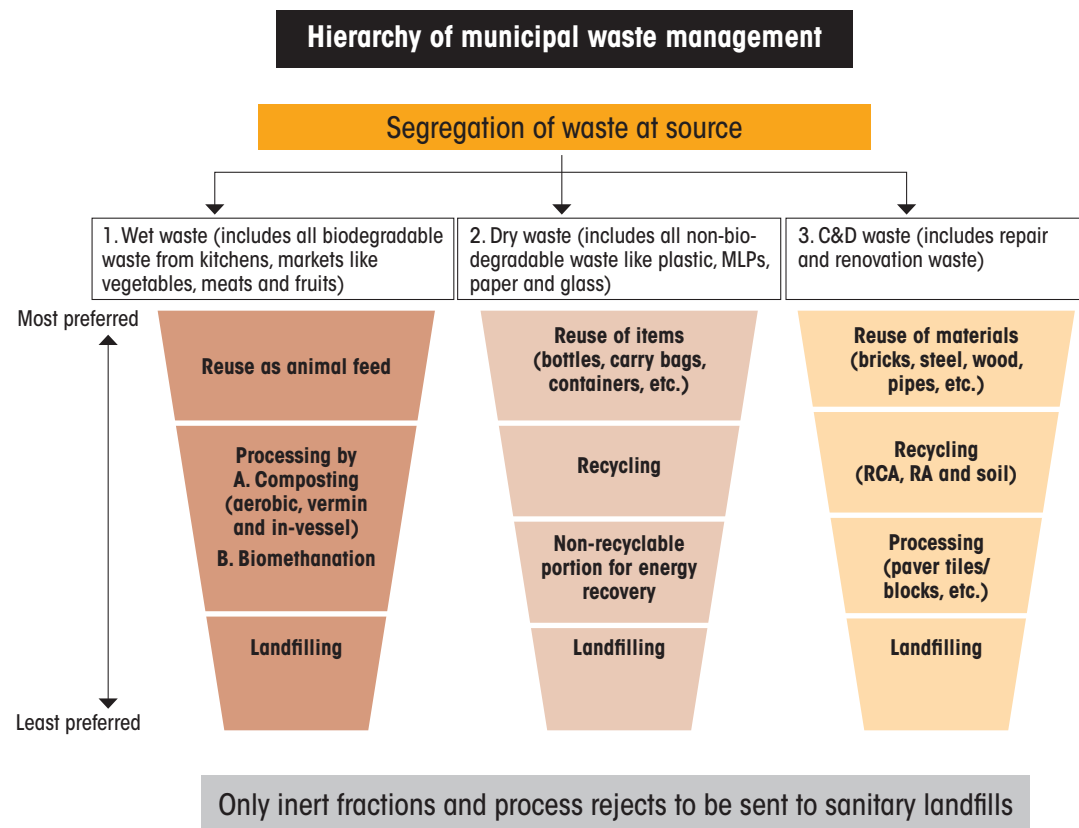 Hierarchy of municipal waste management
Segregation of waste at source
1. Wet waste (includes all biodegradable
waste from kitchens, markets like
vegetables, meats and fruits)
2. Dry waste (includes all non-bio-
degradable waste like plastic, MLPs,
paper and glass)
3. C&D waste (includes repair
and renovation waste)
Most preferred
Least preferred
Reuse as animal feed
Processing by
A. Composting
(aerobic, vermin
and in-vessel)
B. Biomethanation
Landfilling
Reuse of items
(bottles, carry bags,
containers, etc.)
Recycling
Non-recyclable
portion for energy
recovery
Landfilling
Reuse of materials
(bricks, steel, wood,
pipes, etc.)
Recycling
(RCA, RA and soil)
Processing
(paver tiles/
blocks, etc.)
Landfilling
Only inert fractions and process rejects to be sent to sanitary landfills